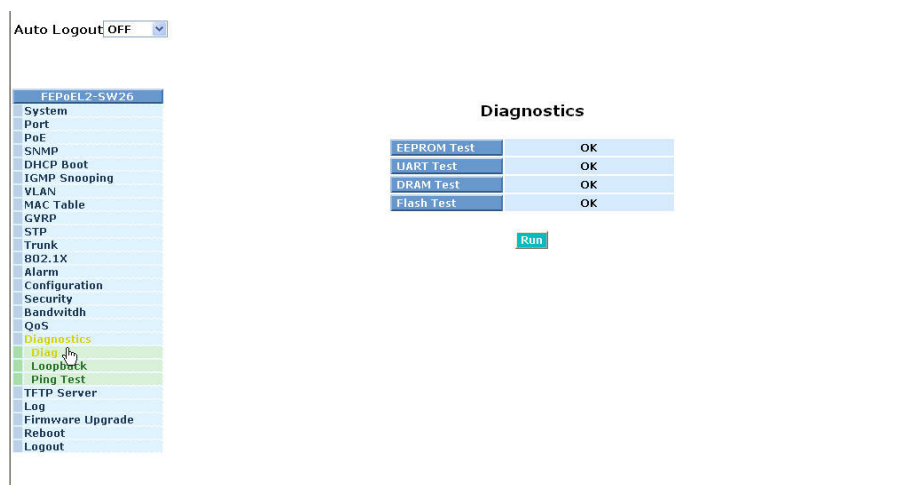 Auto Logout OFF
FEPoEL2-SW26
System
Port
PoE
SNMP
DHCP Boot
IGMP Snooping
VLAN
MAC Table
GVRP
STP
Trunk
802.1X
Alarm
Configuration
Security
Bandwitdh
QoS
Diagnostics
Diag
Loopback
Ping Test
TFTP Server
Log
Firmware Upgrade
Reboot
Logout
Diagnostics
EEPROM Test OK
UART Test OK
DRAM Test OK
Flash Test OK
Run